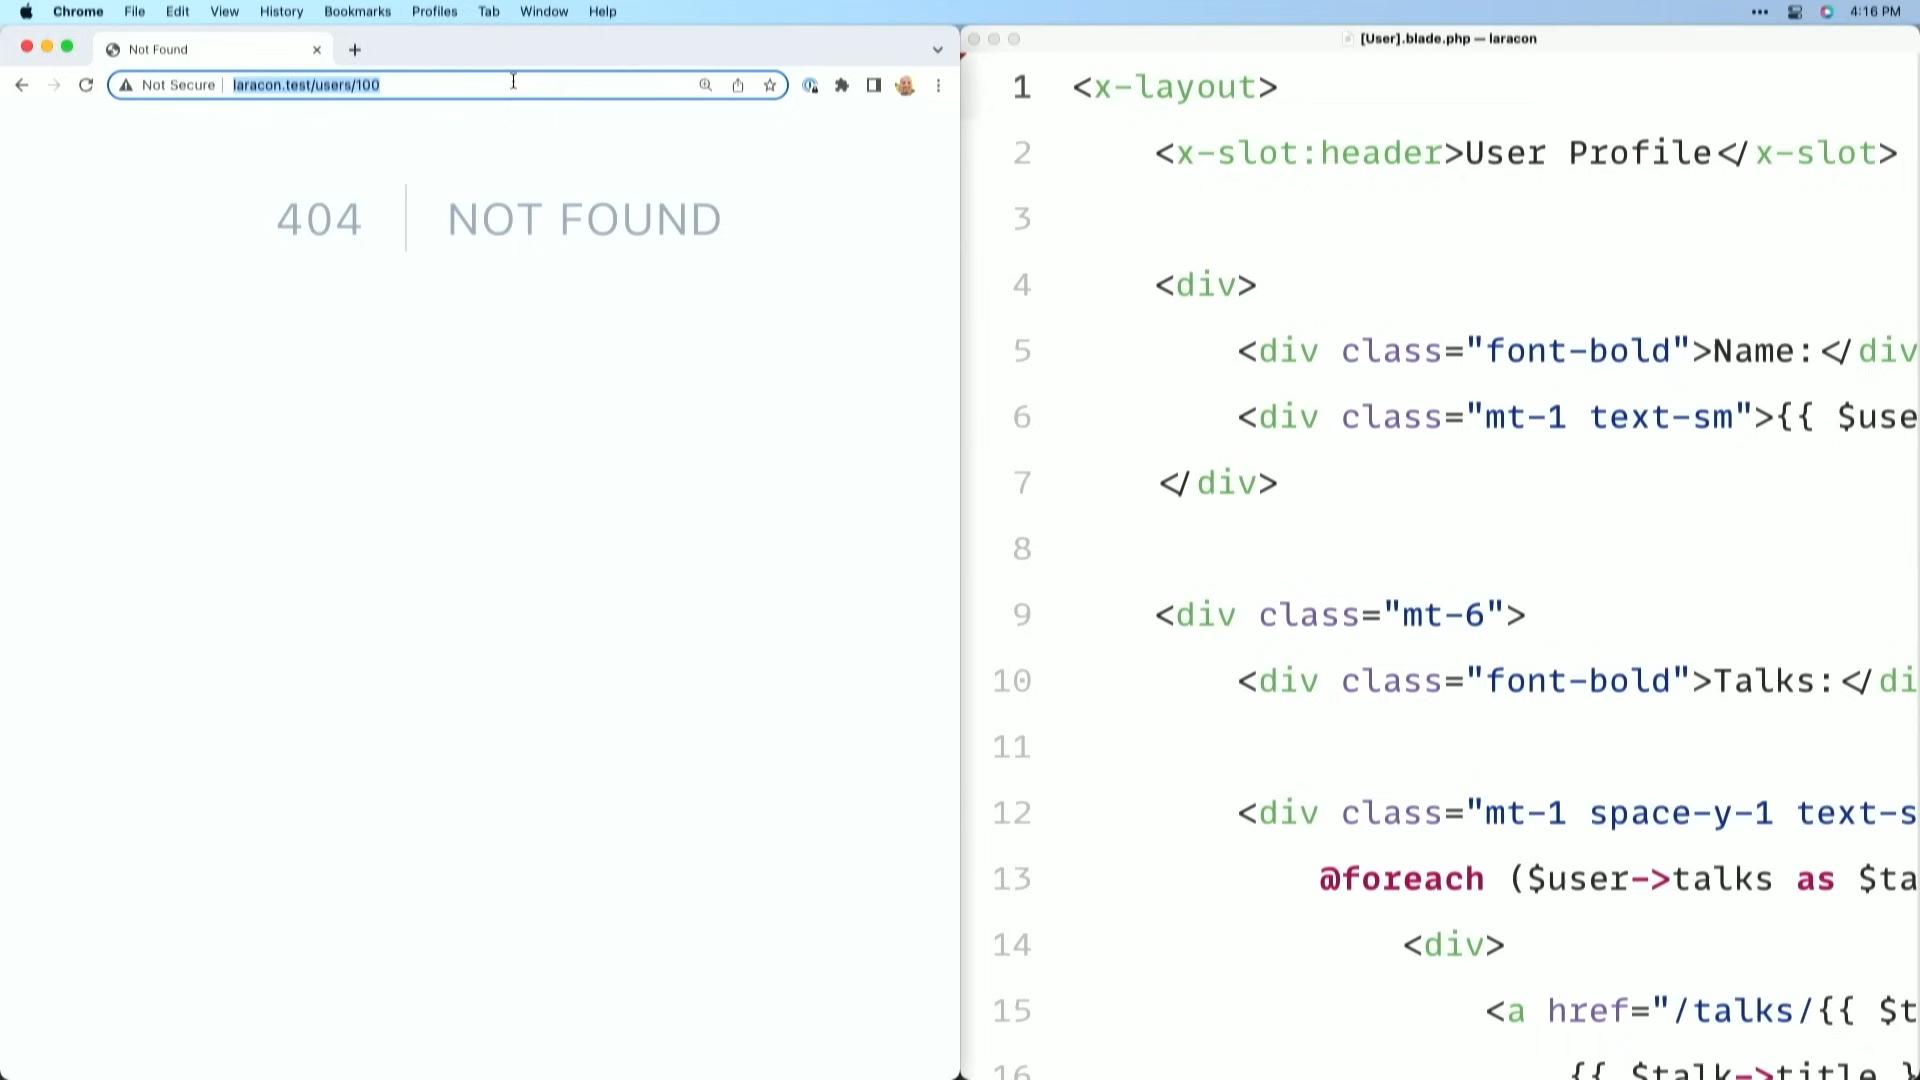 Chrome File Edit View History Bookmarks Profiles Tab Window Help 4:16 PM
Not Found
Not Secure laracon.test/users/100
404 NOT FOUND
[User].blade.php — laracon
1 <x-layout>
2 <x-slot:header>User Profile</x-slot>
3
4 <div>
5 <div class="font-bold">Name:</div
6 <div class="mt-1 text-sm">{{ $use
7 </div>
8
9 <div class="mt-6">
10 <div class="font-bold">Talks:</di
11
12 <div class="mt-1 space-y-1 text-s
13 @foreach ($user->talks as $ta
14 <div>
15 <a href="/talks/{{ $t
16 {{ $talk->title }